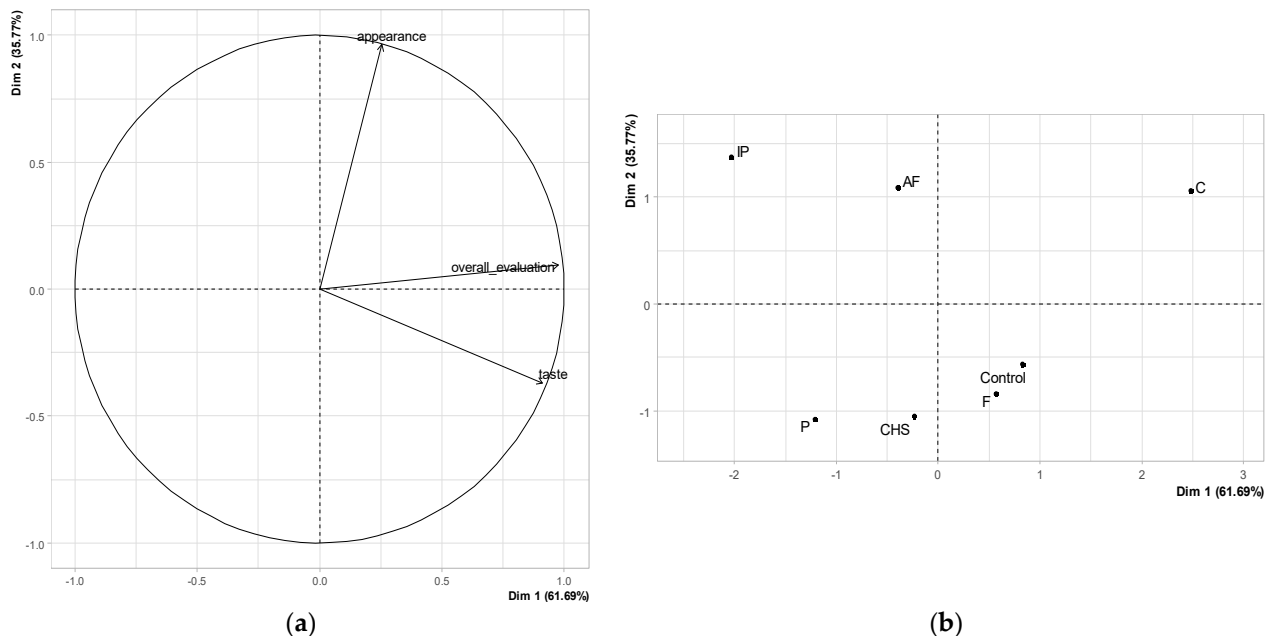 Dim 2 (35.77%)
1.0
0.5
0.0
-0.5
-1.0
appearance
overall_evaluation
taste
-1.0 -0.5 0.0 0.5 1.0
Dim 1 (61.69%)
(a)
Dim 2 (35.77%)
1
0
-1
IP
AF
C
Control
F
P
CHS
-2 -1 0 1 2 3
Dim 1 (61.69%)
(b)